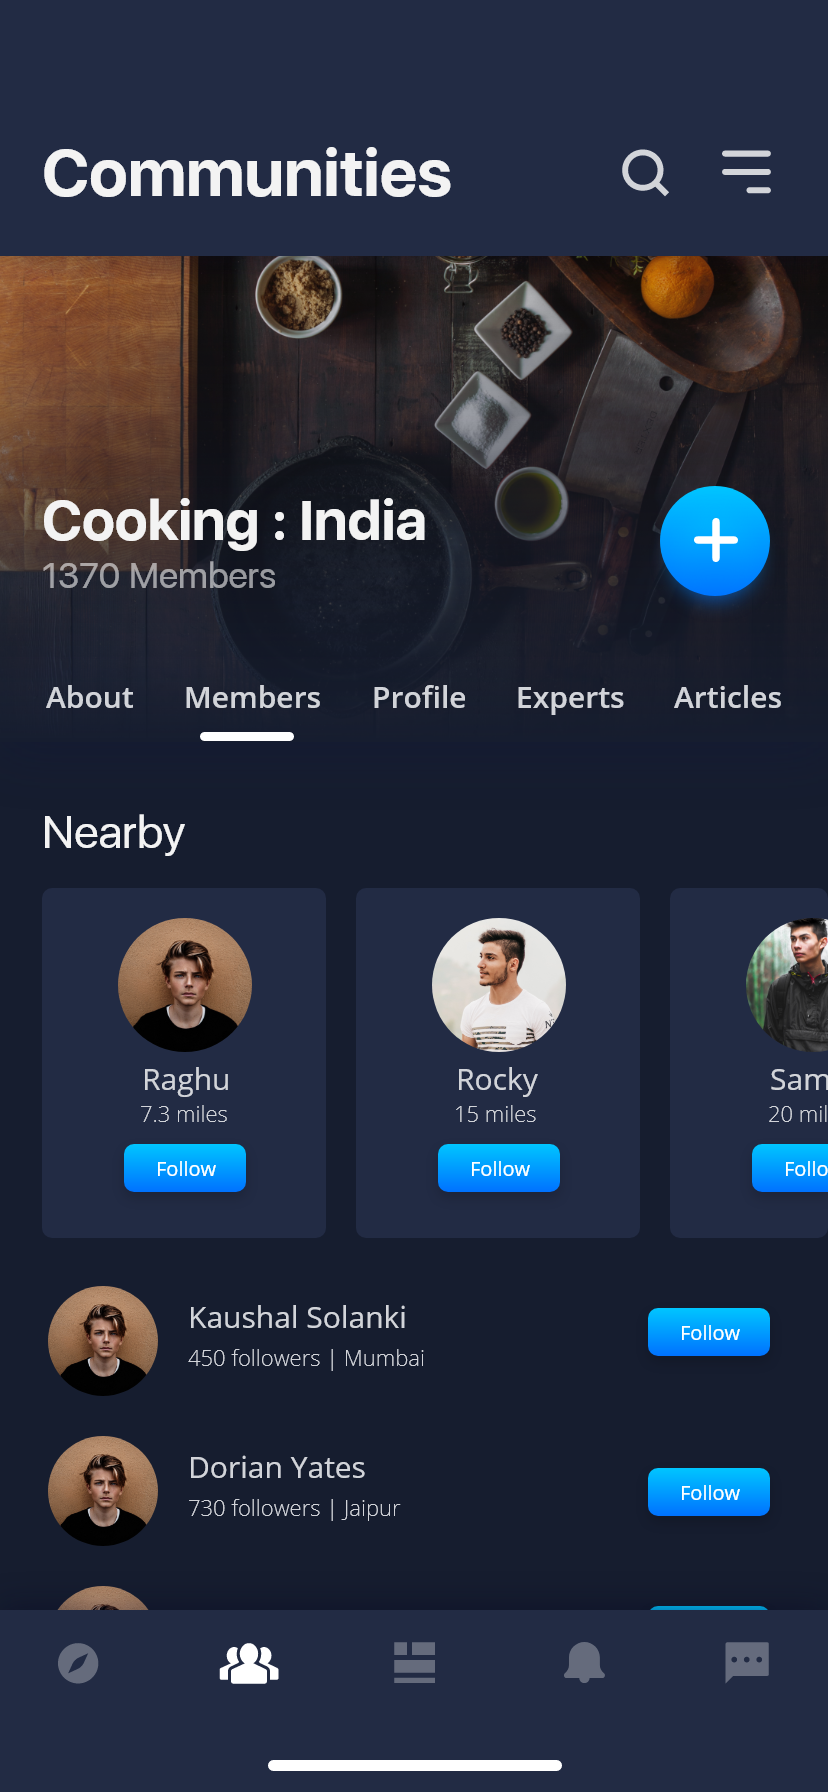 Communities
Cooking : India
1370 Members
About Members Profile Experts Articles
Nearby
Raghu
7.3 miles
Follow
Rocky
15 miles
Follow
Sam
20 mil
Follo
Kaushal Solanki
450 followers | Mumbai
Follow
Dorian Yates
730 followers | Jaipur
Follow